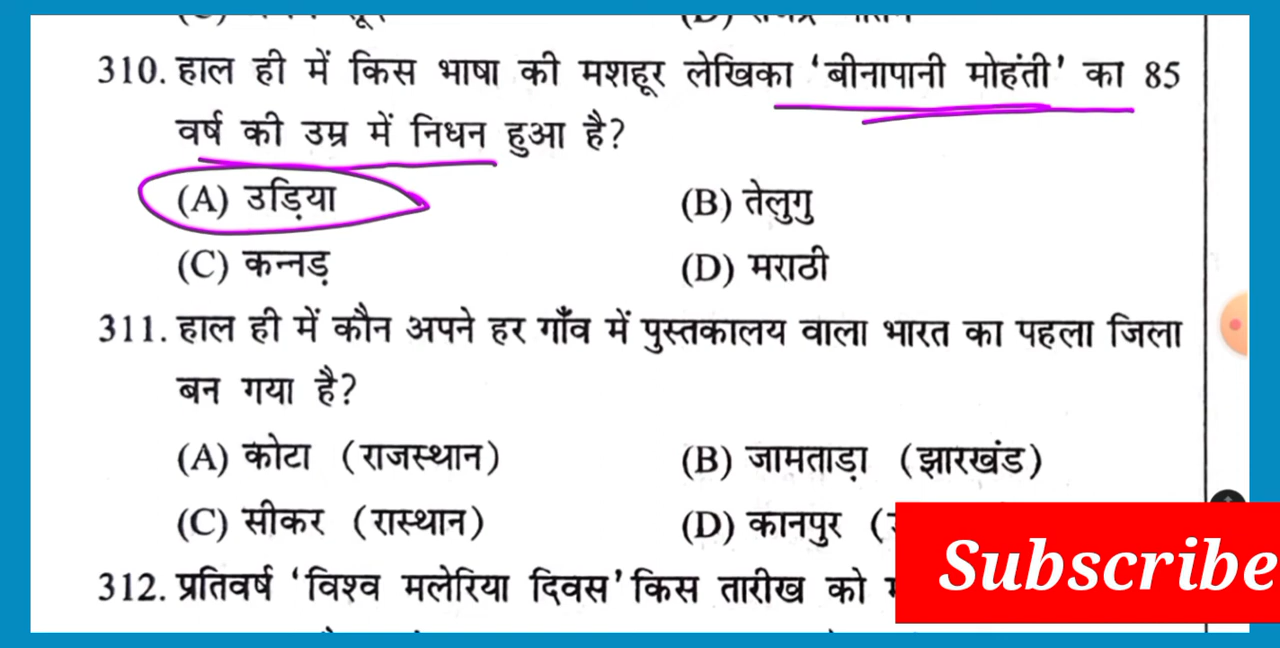 310. हाल ही में किस भाषा की मशहूर लेखिका ‘बीनापानी मोहंती’ का 85
वर्ष की उम्र में निधन हुआ है?
(A) उड़िया (B) तेलुगु
(C) कन्नड़ (D) मराठी
311. हाल ही में कौन अपने हर गाँव में पुस्तकालय वाला भारत का पहला जिला
बन गया है?
(A) कोटा (राजस्थान) (B) जामताड़ा (झारखंड)
(C) सीकर (रास्थान) (D) कानपुर (
312. प्रतिवर्ष ‘विश्व मलेरिया दिवस’ किस तारीख को
Subscribe